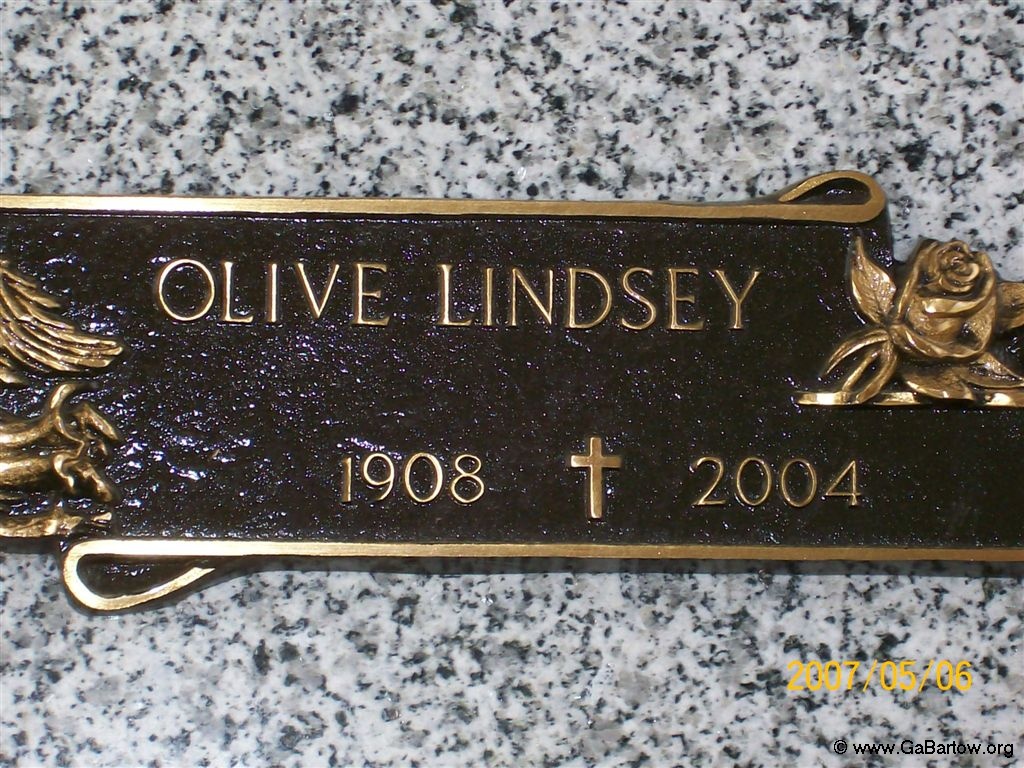 OLIVE LINDSEY
1908 2004
2007/05/06
© www.GaBartow.org